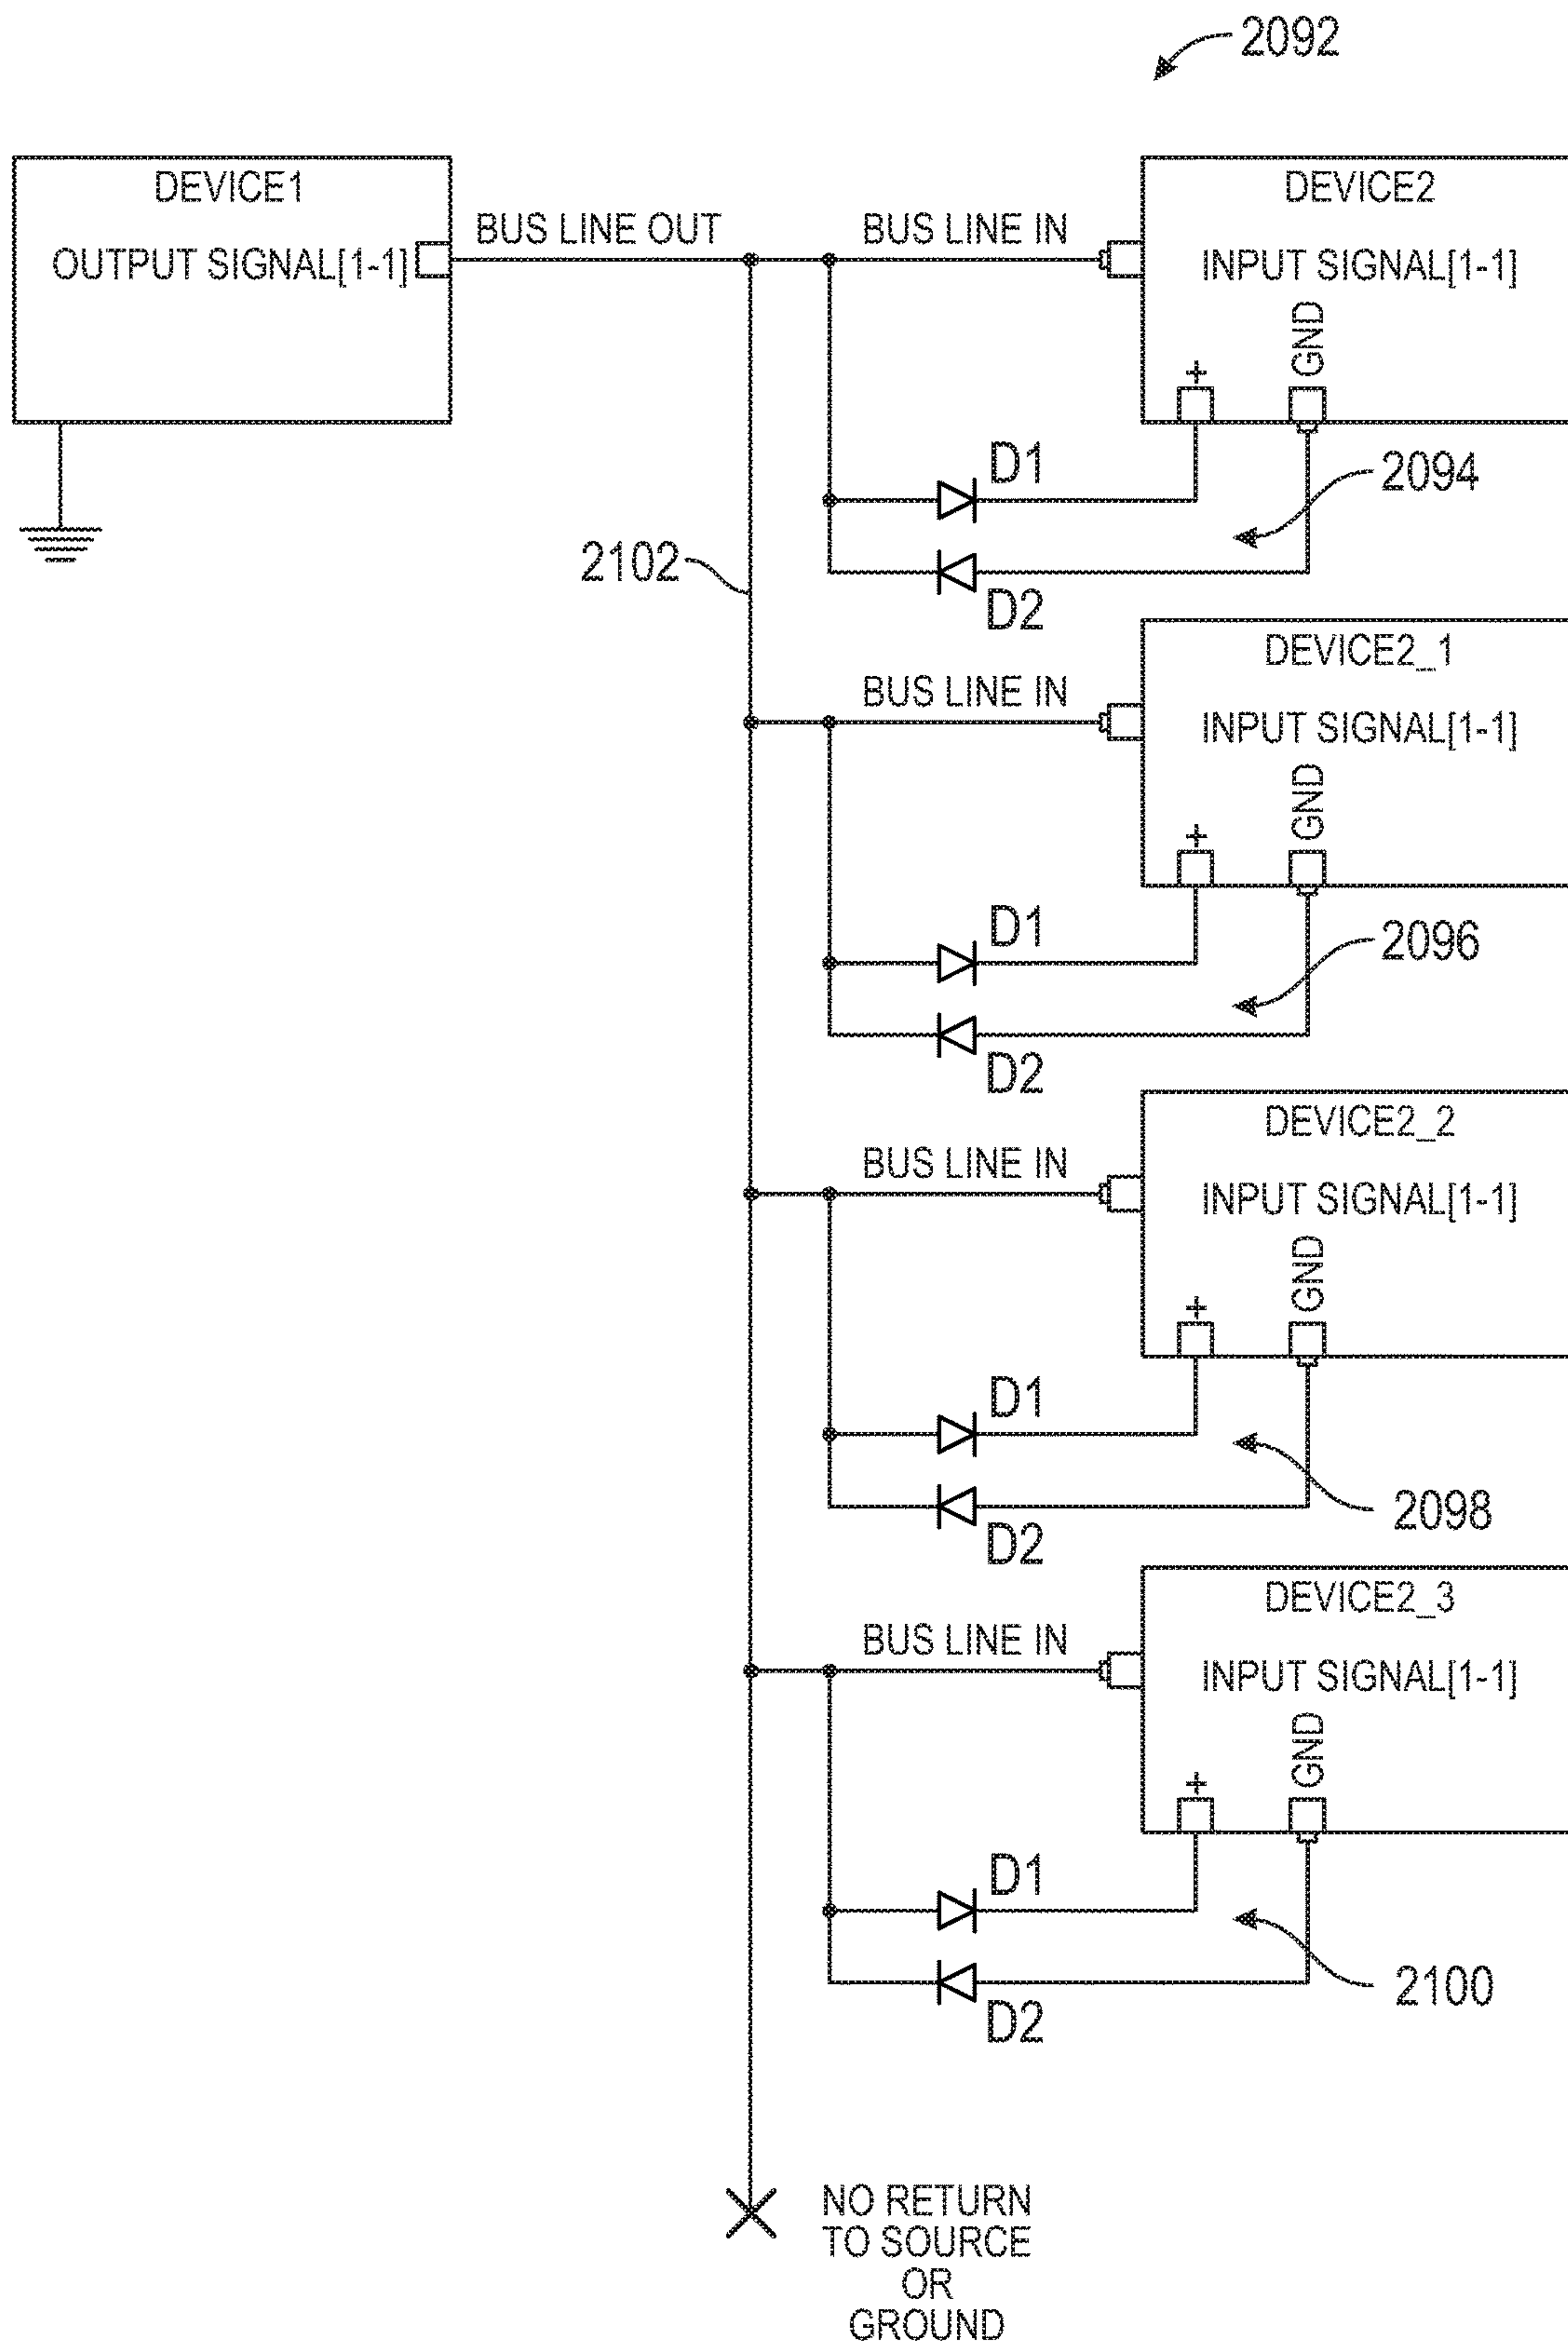 2092
DEVICE1
OUTPUT SIGNAL[1-1]
BUS LINE OUT
BUS LINE IN
DEVICE2
INPUT SIGNAL[1-1]
+
GND
D1
2094
2102
D2
DEVICE2_1
BUS LINE IN
INPUT SIGNAL[1-1]
+
GND
D1
2096
D2
DEVICE2_2
BUS LINE IN
INPUT SIGNAL[1-1]
+
GND
D1
2098
D2
DEVICE2_3
BUS LINE IN
INPUT SIGNAL[1-1]
+
GND
D1
2100
D2
NO RETURN
TO SOURCE
OR
GROUND